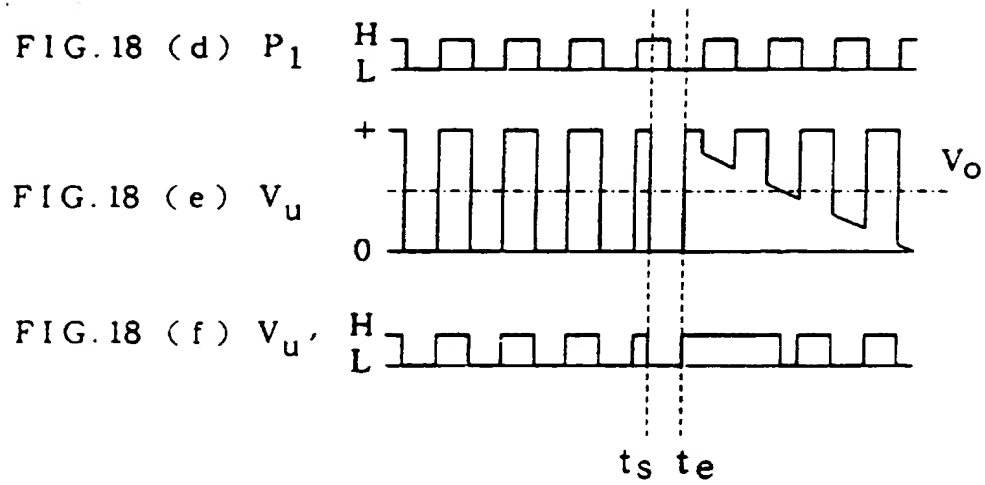 FIG.18 (d) P1 H
L
+
Vo
FIG.18 (e) Vu
0
FIG.18 (f) Vu' H
L
ts te